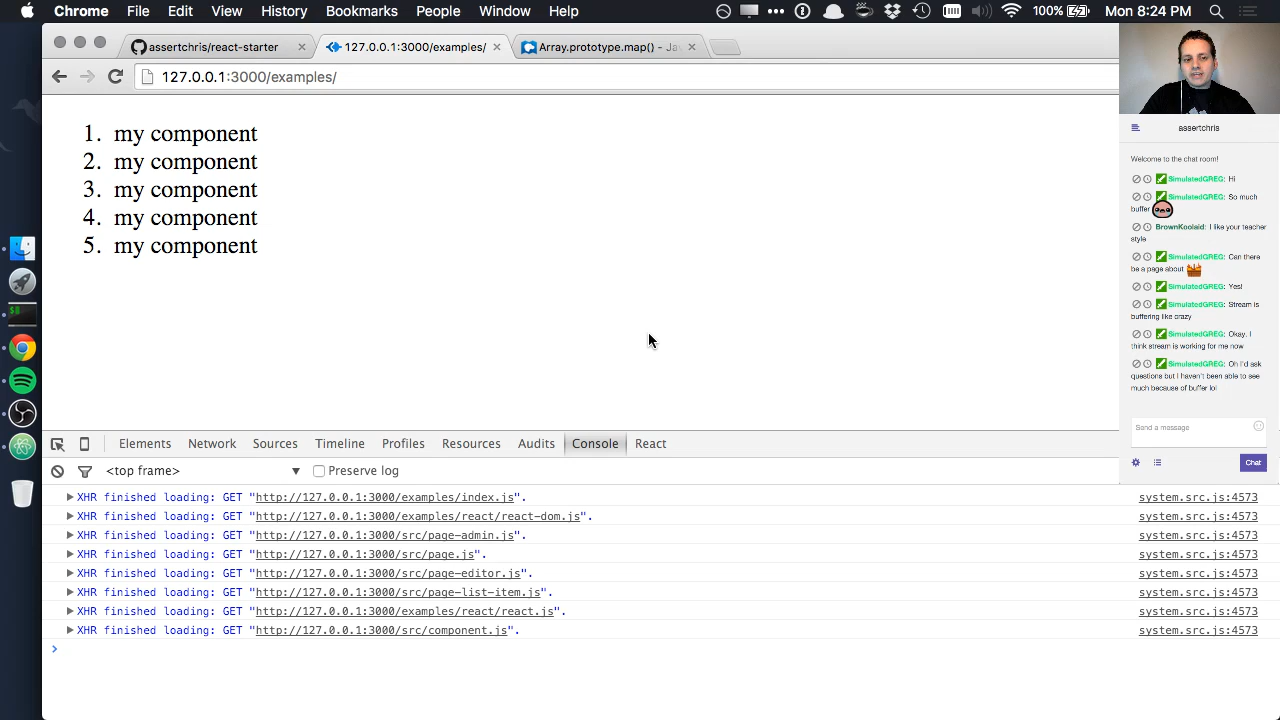 Chrome File Edit View History Bookmarks People Window Help 100% Mon 8:24 PM
assertchris/react-starter
127.0.0.1:3000/examples/
Array.prototype.map() - Jav
127.0.0.1:3000/examples/
1. my component
2. my component
3. my component
4. my component
5. my component
Elements Network Sources Timeline Profiles Resources Audits Console React
<top frame> Preserve log
XHR finished loading: GET "http://127.0.0.1:3000/examples/index.js". system.src.js:4573
XHR finished loading: GET "http://127.0.0.1:3000/examples/react/react-dom.js". system.src.js:4573
XHR finished loading: GET "http://127.0.0.1:3000/src/page-admin.js". system.src.js:4573
XHR finished loading: GET "http://127.0.0.1:3000/src/page.js". system.src.js:4573
XHR finished loading: GET "http://127.0.0.1:3000/src/page-editor.js". system.src.js:4573
XHR finished loading: GET "http://127.0.0.1:3000/src/page-list-item.js". system.src.js:4573
XHR finished loading: GET "http://127.0.0.1:3000/examples/react/react.js". system.src.js:4573
XHR finished loading: GET "http://127.0.0.1:3000/src/component.js". system.src.js:4573
>
assertchris
Welcome to the chat room!
SimulatedGREG: Hi
SimulatedGREG: So much
buffer
BrownKoolaid: I like your teacher
style
SimulatedGREG: Can there
be a page about
SimulatedGREG: Yes!
SimulatedGREG: Stream is
buffering like crazy
SimulatedGREG: Okay. I
think stream is working for me now
SimulatedGREG: Oh I'd ask
questions but I haven't been able to see
much because of buffer lol
Send a message
Chat